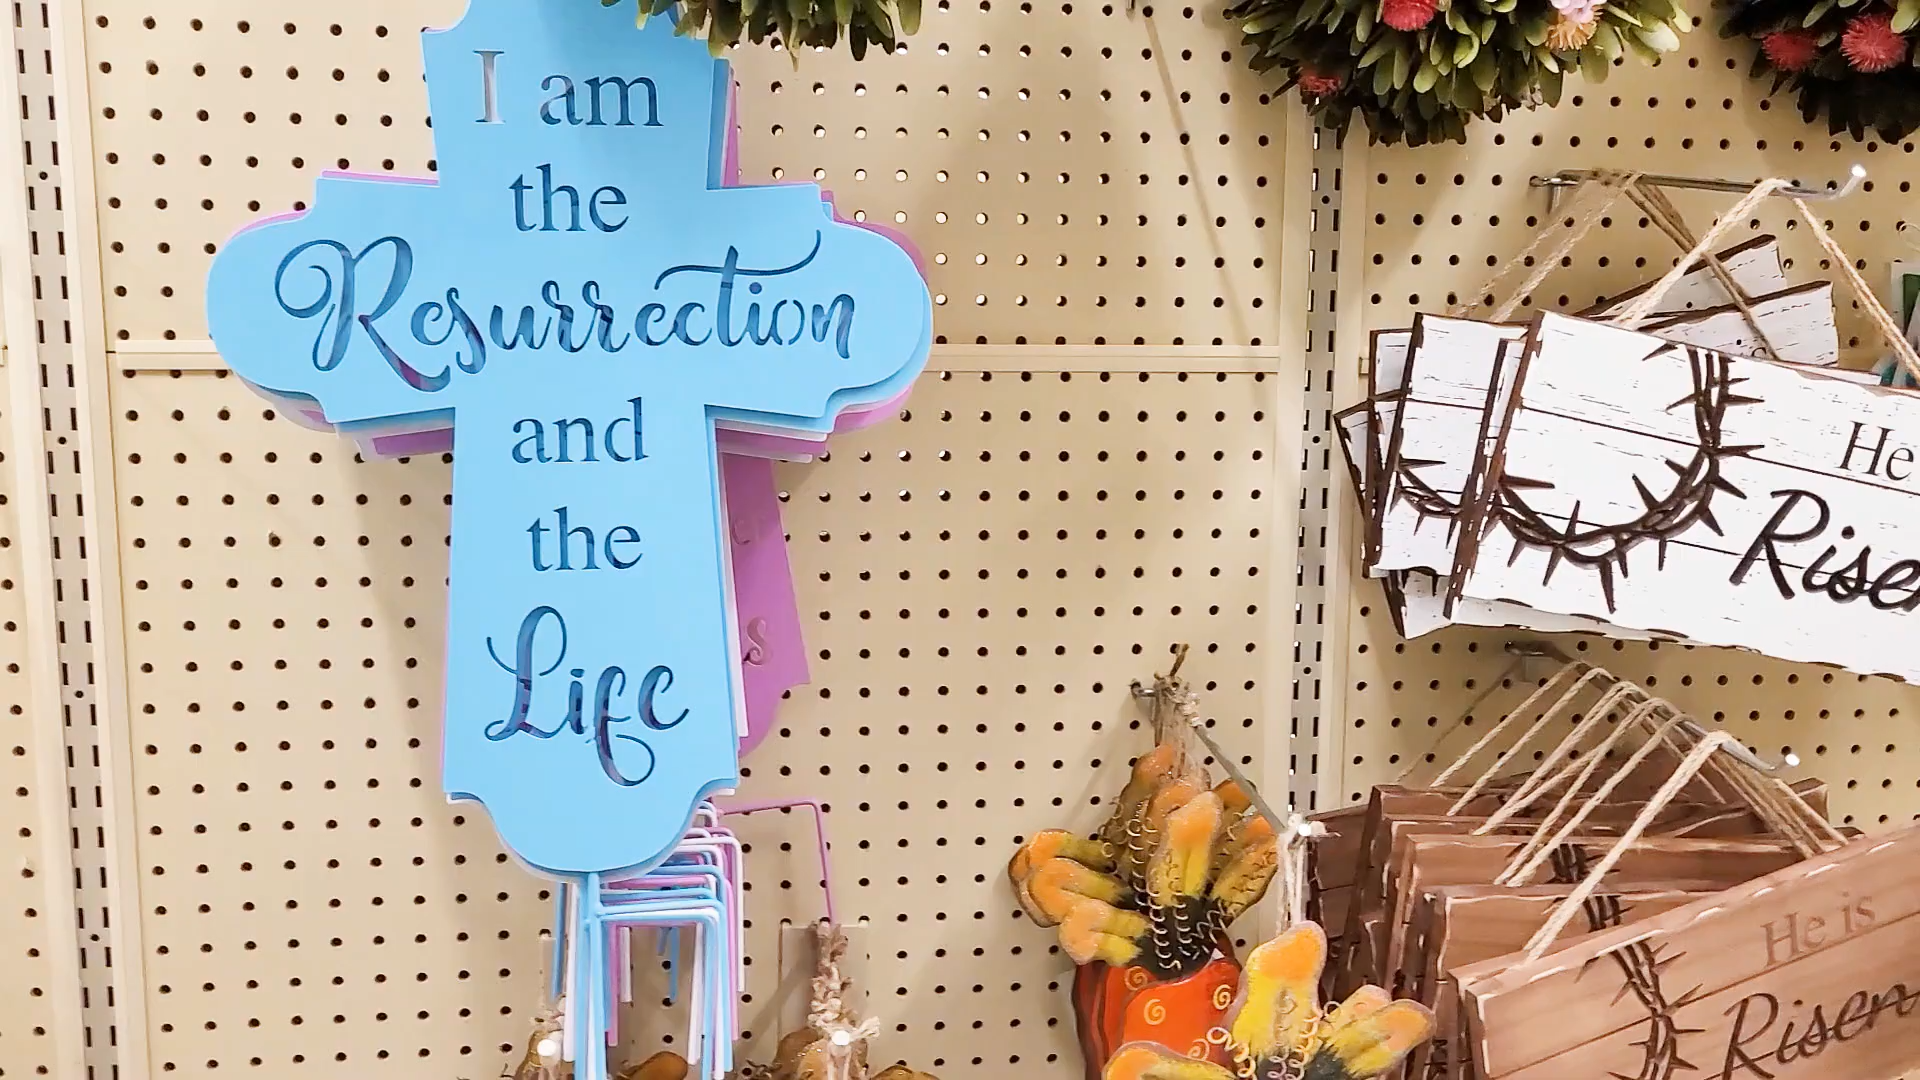 I am
the
Resurrection
and
the
Life
He
Risen
He is
Risen